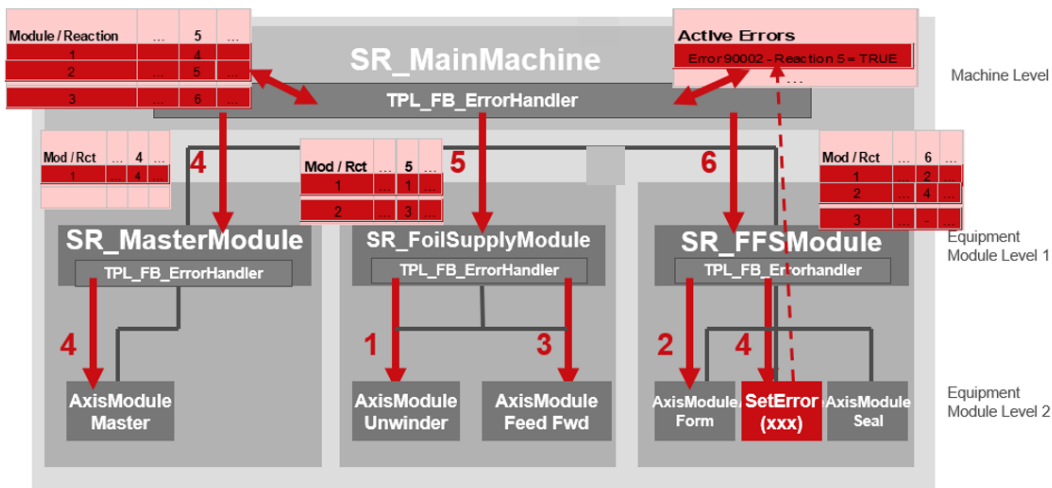 Module / Reaction ... 5 ...
1 4
2 ... 5 ...
3 ... 6 ...
SR_MainMachine
TPL_FB_ErrorHandler
Active Errors
Error 90002 - Reaction 5 = TRUE
...
Machine Level
Mod / Rct ... 4 ...
1 ... 4 ...
4
Mod / Rct ... 5 ...
1 ... 1 ...
2 ... 3 ...
5
6
Mod / Rct ... 6 ...
1 ... 2 ...
2 ... 4 ...
3 ... - ...
SR_MasterModule
TPL_FB_ErrorHandler
SR_FoilSupplyModule
TPL_FB_ErrorHandler
SR_FFSModule
TPL_FB_Errorhandler
Equipment
Module Level 1
4
1
3
2
4
AxisModule
Master
AxisModule
Unwinder
AxisModule
Feed Fwd
AxisModule
Form
SetError
(xxx)
AxisModule
Seal
Equipment
Module Level 2